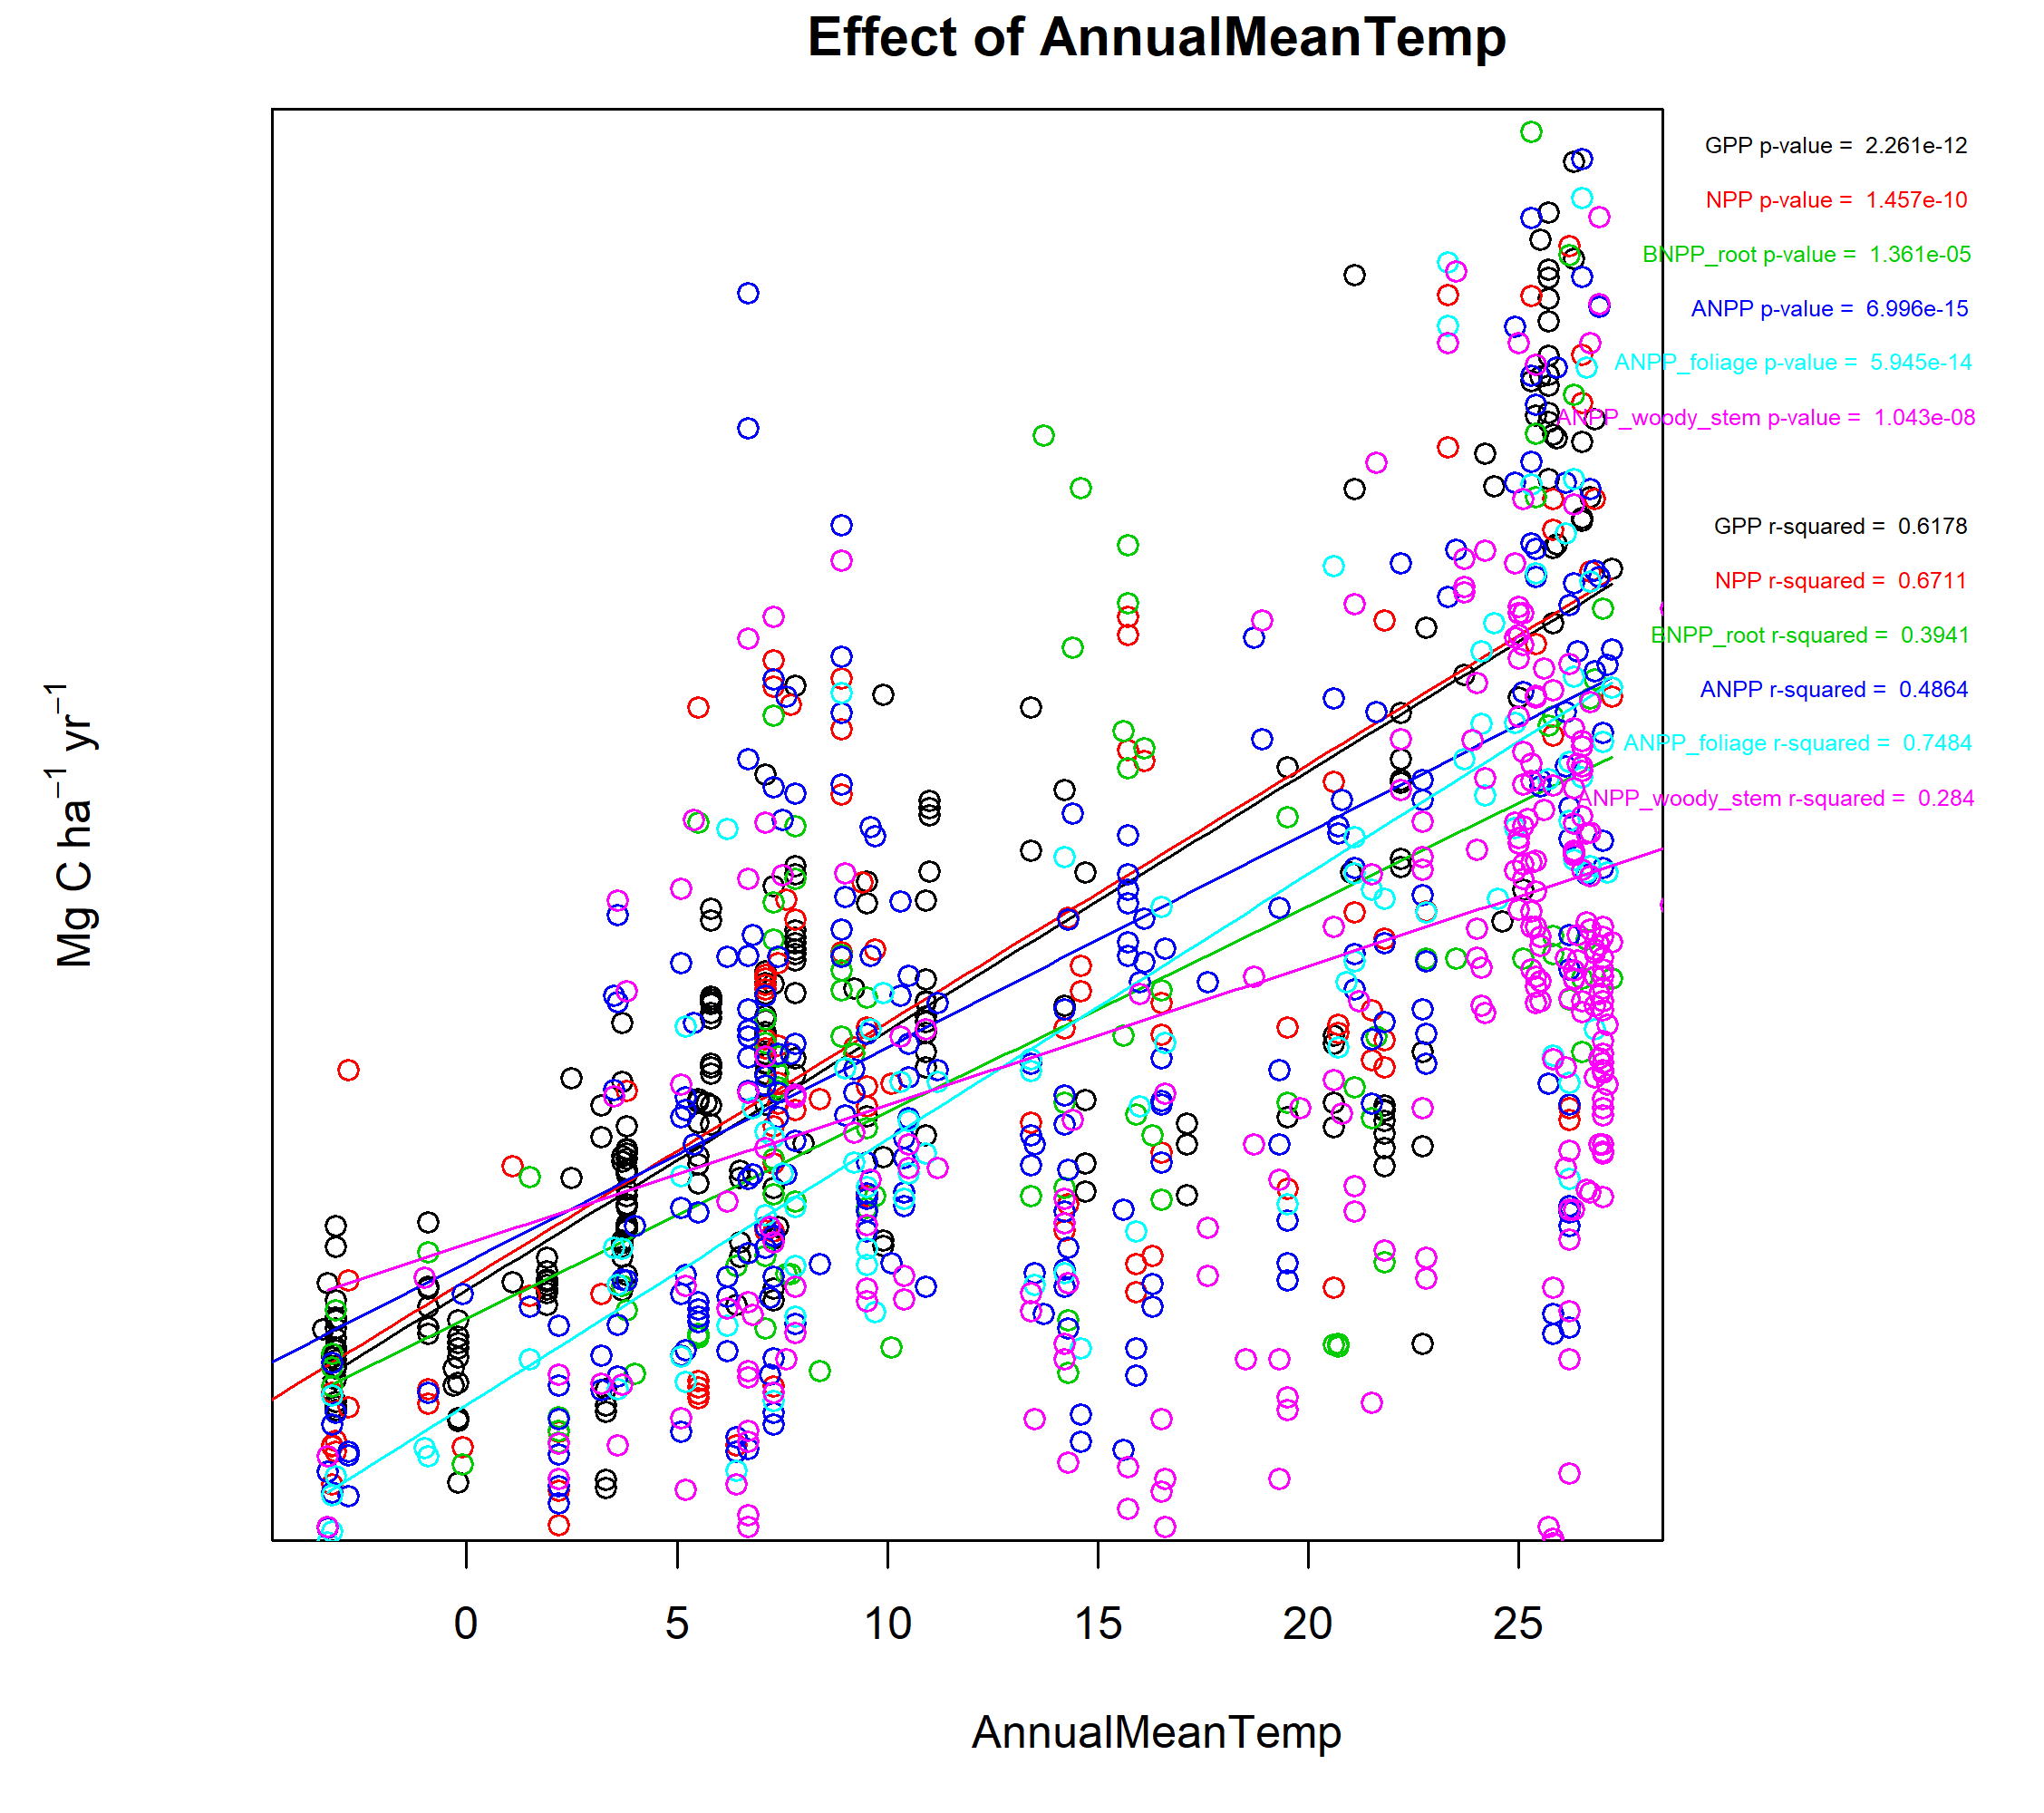 Effect of AnnualMeanTemp
GPP p-value = 2.261e-12
NPP p-value = 1.457e-10
BNPP_root p-value = 1.361e-05
ANPP p-value = 6.996e-15
ANPP_foliage p-value = 5.945e-14
ANPP_woody_stem p-value = 1.043e-08
GPP r-squared = 0.6178
NPP r-squared = 0.6711
BNPP_root r-squared = 0.3941
ANPP r-squared = 0.4864
ANPP_foliage r-squared = 0.7484
ANPP_woody_stem r-squared = 0.284
Mg C ha⁻¹ yr⁻¹
0 5 10 15 20 25
AnnualMeanTemp